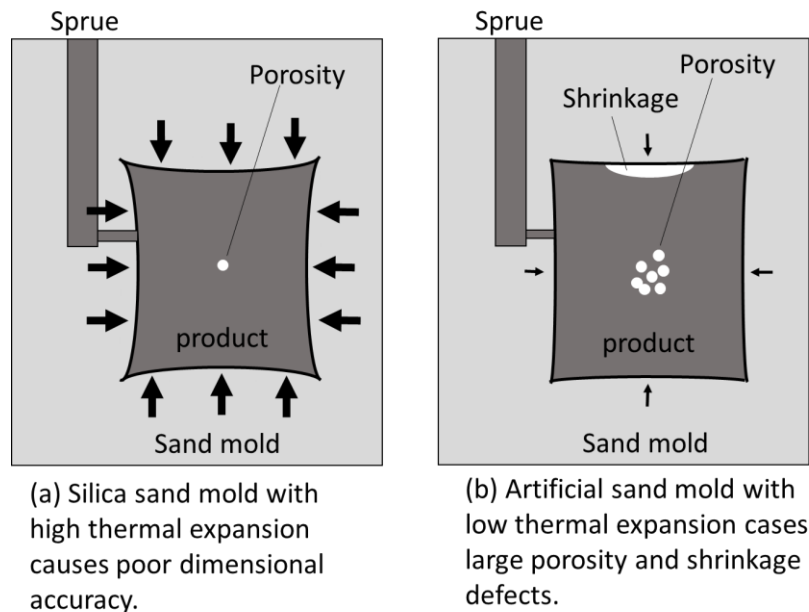 Sprue
Porosity
product
Sand mold
(a) Silica sand mold with
high thermal expansion
causes poor dimensional
accuracy.
Sprue
Porosity
Shrinkage
product
Sand mold
(b) Artificial sand mold with
low thermal expansion cases
large porosity and shrinkage
defects.